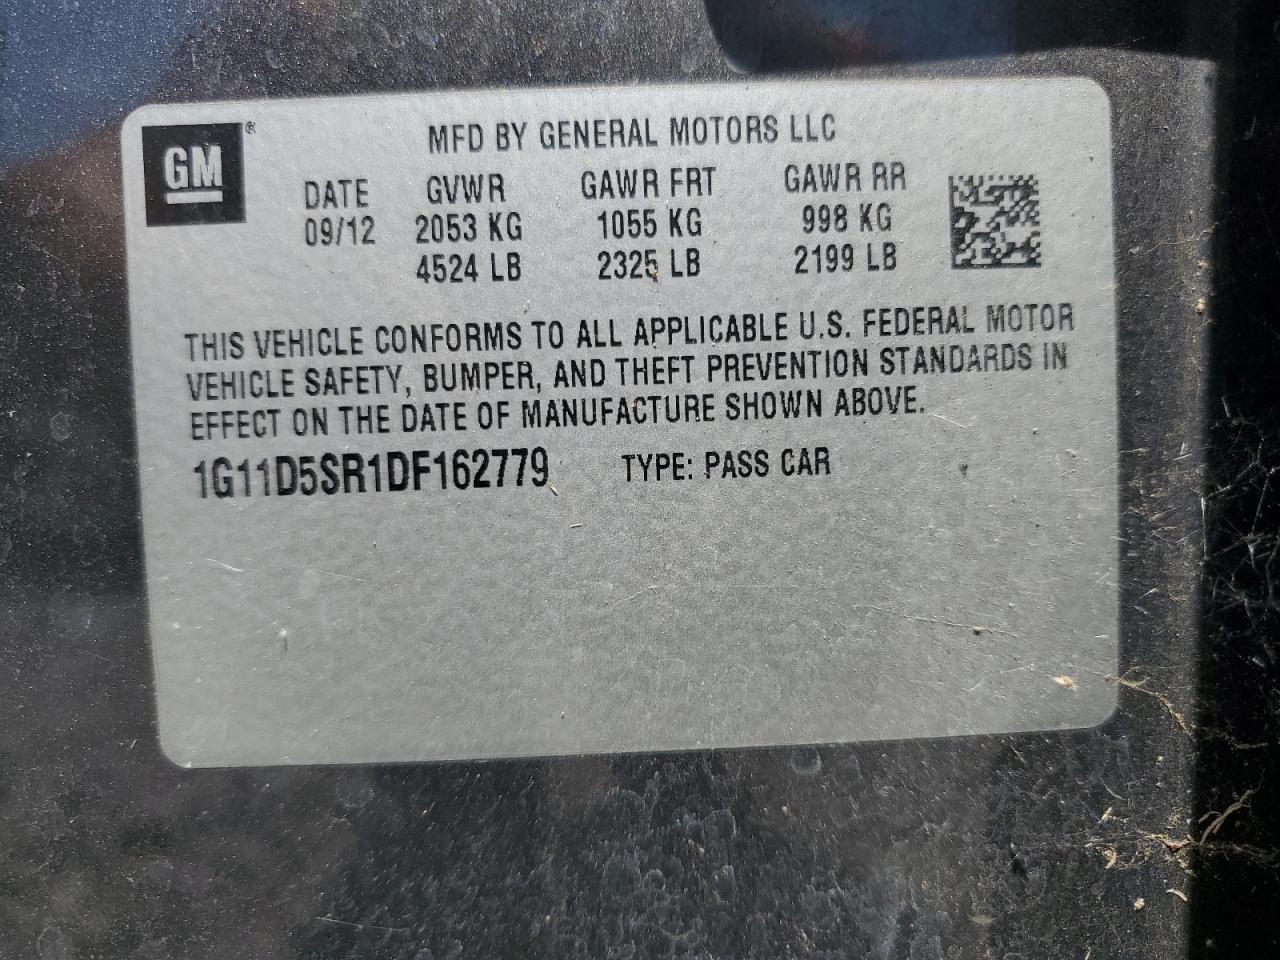 GM®
MFD BY GENERAL MOTORS LLC
DATE GVWR GAWR FRT GAWR RR
09/12 2053 KG 1055 KG 998 KG
4524 LB 2325 LB 2199 LB
THIS VEHICLE CONFORMS TO ALL APPLICABLE U.S. FEDERAL MOTOR
VEHICLE SAFETY, BUMPER, AND THEFT PREVENTION STANDARDS IN
EFFECT ON THE DATE OF MANUFACTURE SHOWN ABOVE.
1G11D5SR1DF162779 TYPE: PASS CAR